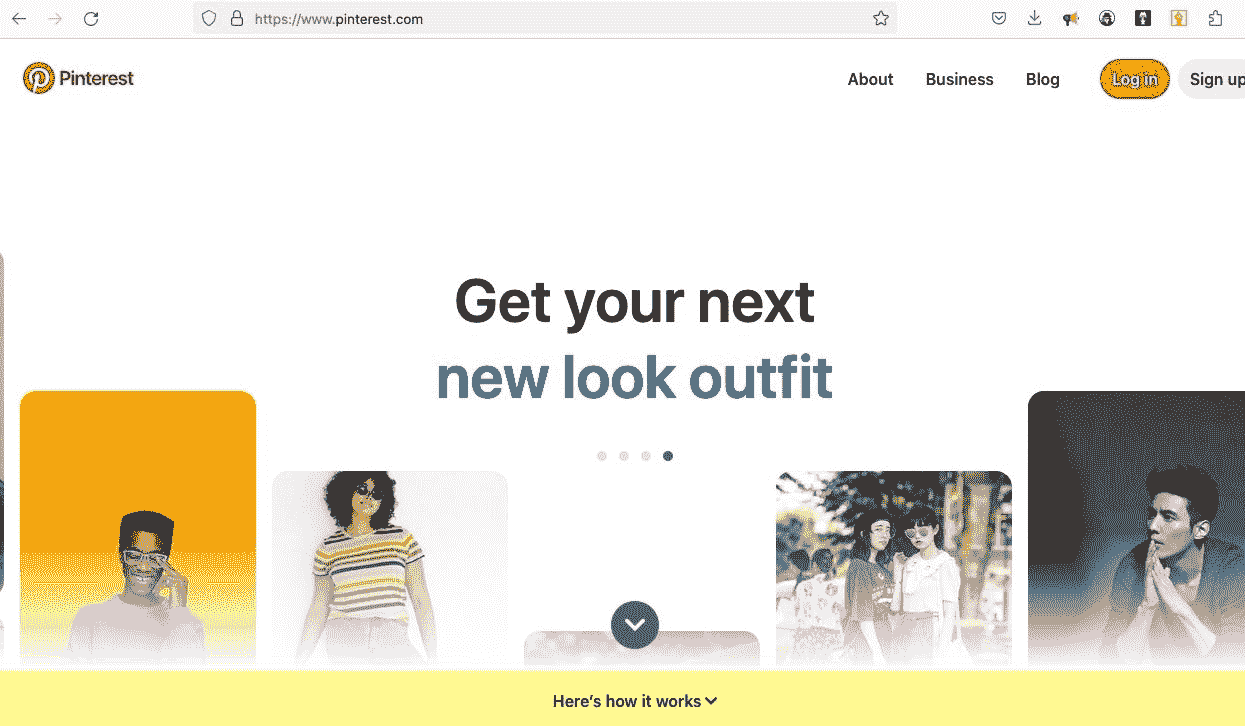 https://www.pinterest.com
Pinterest
About Business Blog Log in Sign up
Get your next
new look outfit
Here's how it works